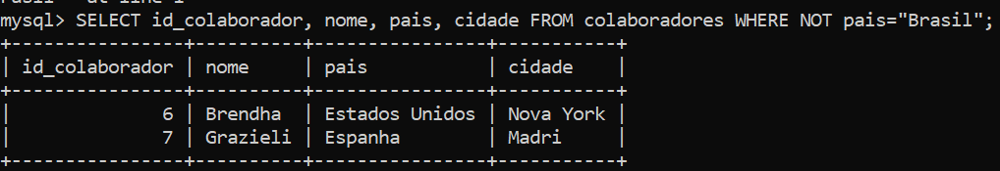 mysql> SELECT id_colaborador, nome, pais, cidade FROM colaboradores WHERE NOT pais="Brasil";
+----------------+----------+----------------+-----------+
| id_colaborador | nome     | pais           | cidade    |
+----------------+----------+----------------+-----------+
|              6 | Brendha  | Estados Unidos | Nova York |
|              7 | Grazieli | Espanha        | Madri     |
+----------------+----------+----------------+-----------+